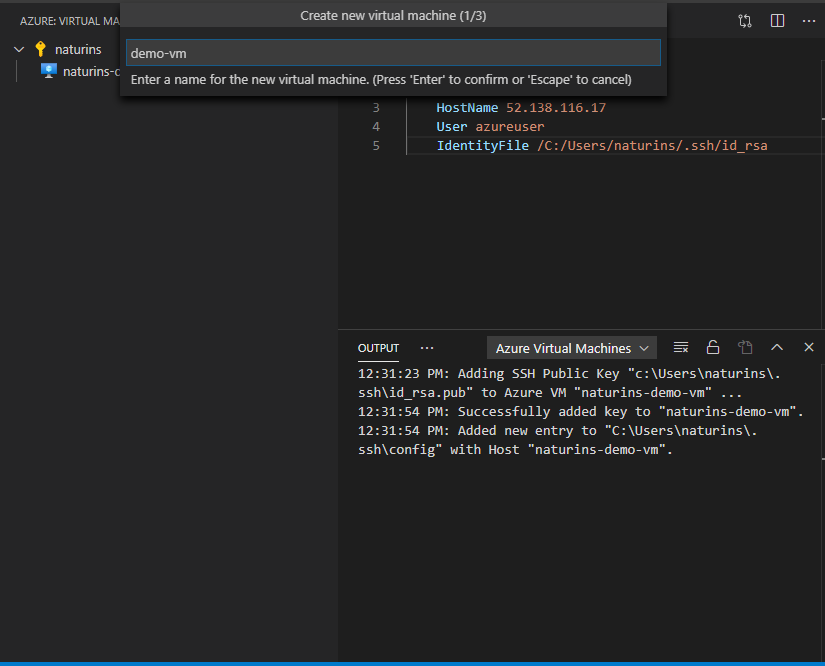 Create new virtual machine (1/3)
AZURE: VIRTUAL MA
demo-vm
Enter a name for the new virtual machine. (Press 'Enter' to confirm or 'Escape' to cancel)
naturins
naturins-d
3 HostName 52.138.116.17
4 User azureuser
5 IdentityFile /C:/Users/naturins/.ssh/id_rsa
OUTPUT ... Azure Virtual Machines
12:31:23 PM: Adding SSH Public Key "c:\Users\naturins\.
ssh\id_rsa.pub" to Azure VM "naturins-demo-vm" ...
12:31:54 PM: Successfully added key to "naturins-demo-vm".
12:31:54 PM: Added new entry to "C:\Users\naturins\.
ssh\config" with Host "naturins-demo-vm".